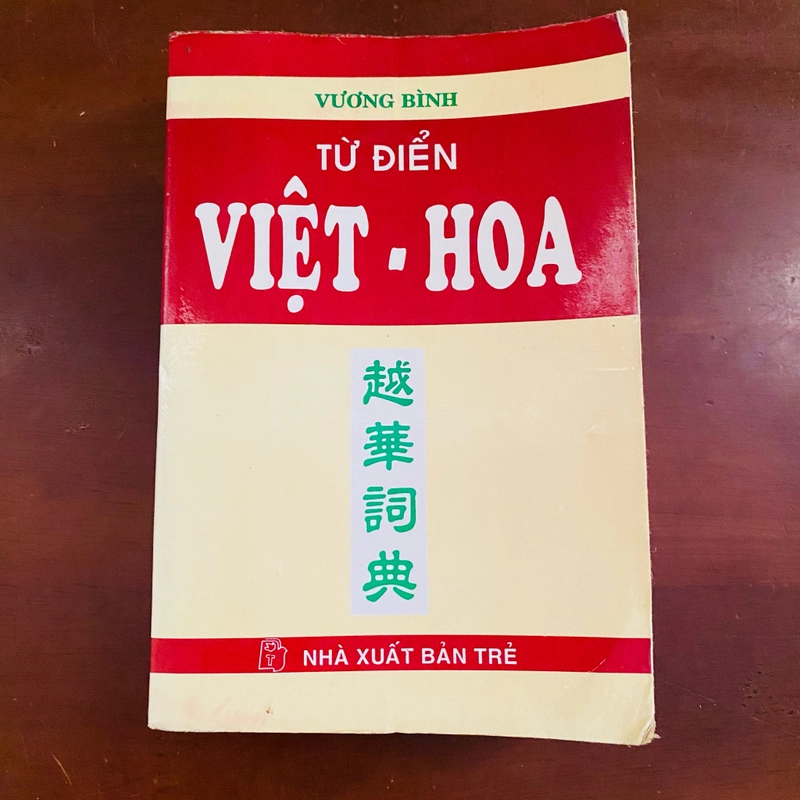 VƯƠNG BÌNH
TỪ ĐIỂN
VIỆT - HOA
越華詞典
NHÀ XUẤT BẢN TRẺ